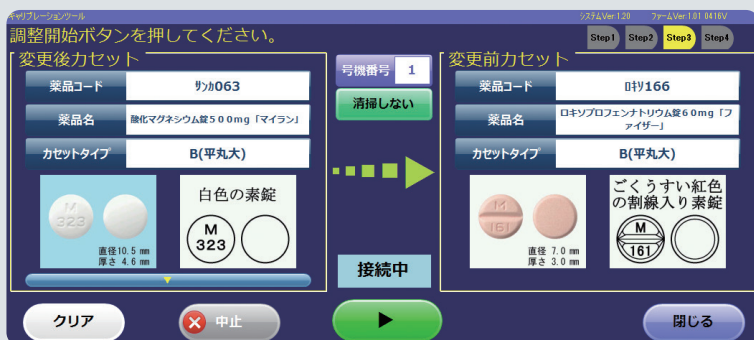 キャリブレーションツール
システムVer1.20 ファームVer1.01 0416V
調整開始ボタンを押してください。
Step1 Step2 Step3 Step4
変更後カセット
薬品コード サンカ063
薬品名 酸化マグネシウム錠500mg「マイラン」
カセットタイプ B(平丸大)
M
323
直径10.5 mm
厚さ 4.6 mm
白色の素錠
M
323
号機番号 1
清掃しない
接続中
変更前カセット
薬品コード ロキソ166
薬品名 ロキソプロフェンナトリウム錠60mg「フ
ァイザー」
カセットタイプ B(平丸大)
M
161
直径 7.0 mm
厚さ 3.0 mm
ごくうすい紅色
の割線入り素錠
M
161
クリア
中止
閉じる